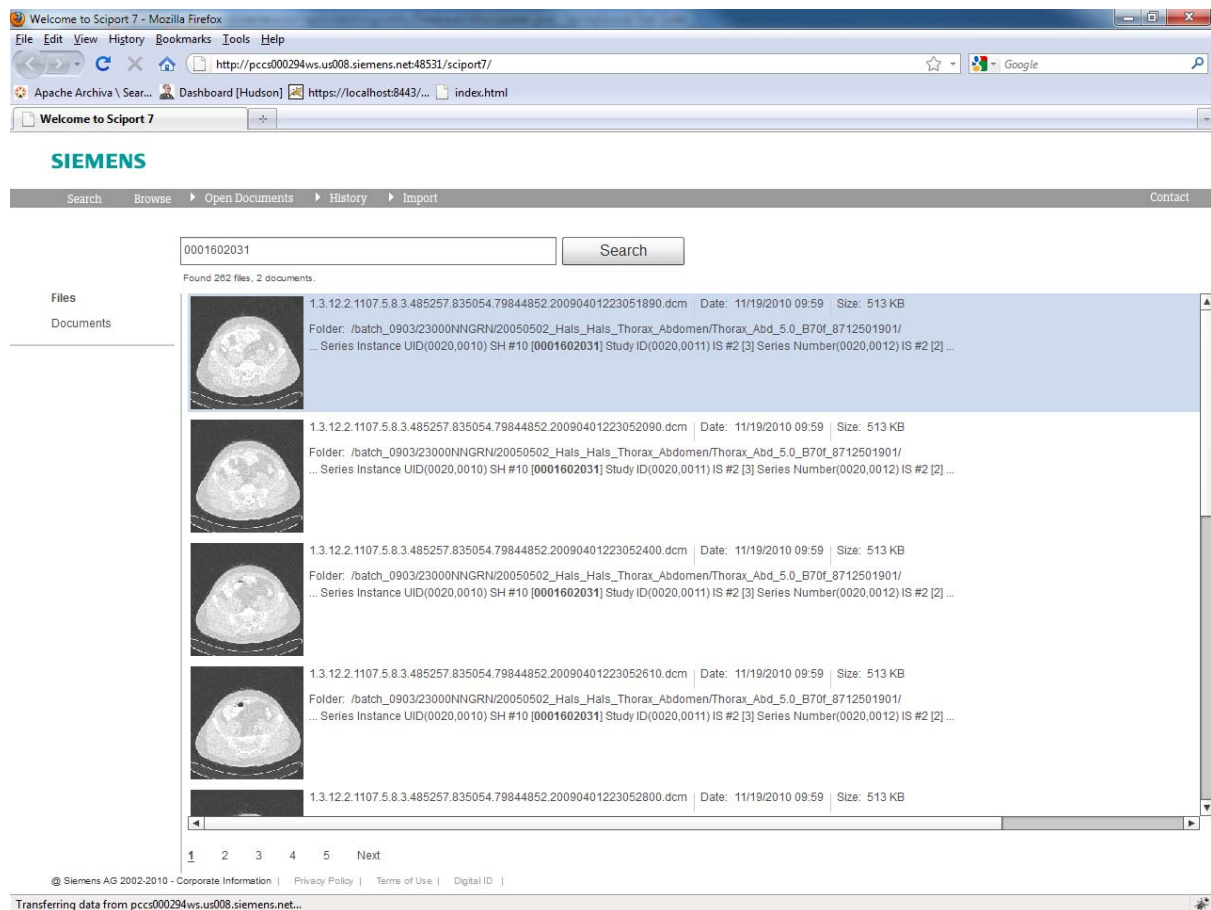 Welcome to Sciport 7 - Mozilla Firefox
File Edit View History Bookmarks Tools Help
http://pccs000294ws.us008.siemens.net:48531/sciport7/ Google
Apache Archiva \ Sear... Dashboard [Hudson] https://localhost:8443/... index.html
Welcome to Sciport 7
SIEMENS
Search Browse Open Documents History Import Contact
0001602031 Search
Found 262 files, 2 documents.
Files
Documents
1.3.12.2.1107.5.8.3.485257.835054.79844852.20090401223051890.dcm Date: 11/19/2010 09:59 Size: 513 KB
Folder: /batch_0903/23000NNGRN/20050502_Hals_Hals_Thorax_Abdomen/Thorax_Abd_5.0_B70f_8712501901/
... Series Instance UID(0020,0010) SH #10 [0001602031] Study ID(0020,0011) IS #2 [3] Series Number(0020,0012) IS #2 [2] ...
1.3.12.2.1107.5.8.3.485257.835054.79844852.20090401223052090.dcm Date: 11/19/2010 09:59 Size: 513 KB
Folder: /batch_0903/23000NNGRN/20050502_Hals_Hals_Thorax_Abdomen/Thorax_Abd_5.0_B70f_8712501901/
... Series Instance UID(0020,0010) SH #10 [0001602031] Study ID(0020,0011) IS #2 [3] Series Number(0020,0012) IS #2 [2] ...
1.3.12.2.1107.5.8.3.485257.835054.79844852.20090401223052400.dcm Date: 11/19/2010 09:59 Size: 513 KB
Folder: /batch_0903/23000NNGRN/20050502_Hals_Hals_Thorax_Abdomen/Thorax_Abd_5.0_B70f_8712501901/
... Series Instance UID(0020,0010) SH #10 [0001602031] Study ID(0020,0011) IS #2 [3] Series Number(0020,0012) IS #2 [2] ...
1.3.12.2.1107.5.8.3.485257.835054.79844852.20090401223052610.dcm Date: 11/19/2010 09:59 Size: 513 KB
Folder: /batch_0903/23000NNGRN/20050502_Hals_Hals_Thorax_Abdomen/Thorax_Abd_5.0_B70f_8712501901/
... Series Instance UID(0020,0010) SH #10 [0001602031] Study ID(0020,0011) IS #2 [3] Series Number(0020,0012) IS #2 [2] ...
1.3.12.2.1107.5.8.3.485257.835054.79844852.20090401223052800.dcm Date: 11/19/2010 09:59 Size: 513 KB
1 2 3 4 5 Next
@ Siemens AG 2002-2010 - Corporate Information | Privacy Policy | Terms of Use | Digital ID |
Transferring data from pccs000294ws.us008.siemens.net...